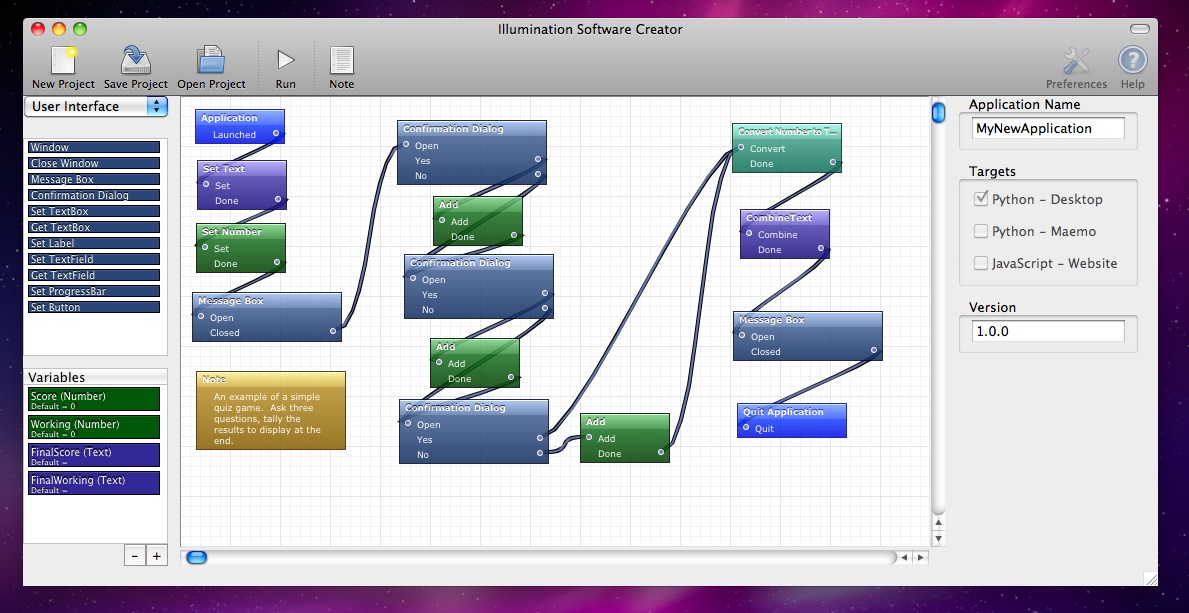 Illumination Software Creator
New Project Save Project Open Project Run Note Preferences Help
User Interface
Window
Close Window
Message Box
Confirmation Dialog
Set TextBox
Get TextBox
Set Label
Set TextField
Get TextField
Set ProgressBar
Set Button
Variables
Score (Number)
Default = 0
Working (Number)
Default = 0
FinalScore (Text)
Default =
FinalWorking (Text)
Default =
- +
Application
Launched
Set Text
Set
Done
Set Number
Set
Done
Message Box
Open
Closed
Note
An example of a simple
quiz game. Ask three
questions, tally the
results to display at the
end.
Confirmation Dialog
Open
Yes
No
Add
Add
Done
Confirmation Dialog
Open
Yes
No
Add
Add
Done
Confirmation Dialog
Open
Yes
No
Add
Add
Done
Convert Number to T...
Convert
Done
CombineText
Combine
Done
Message Box
Open
Closed
Quit Application
Quit
Application Name
MyNewApplication
Targets
Python - Desktop
Python - Maemo
JavaScript - Website
Version
1.0.0